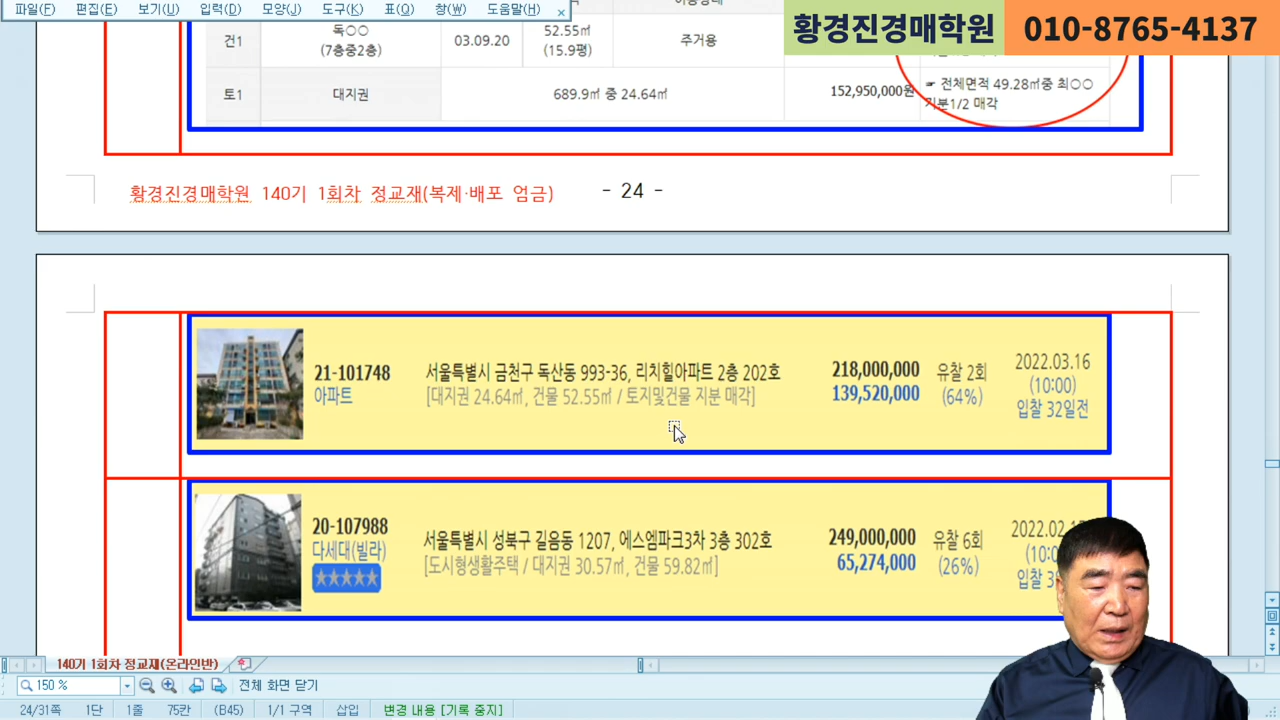 파일(F) 편집(E) 보기(U) 입력(D) 모양(J) 도구(K) 표(Q) 창(W) 도움말(H)
황경진경매학원 010-8765-4137
건1 독○○ 52.55㎡ 03.09.20 주거용
(7층중2층) (15.9평)
토1 대지권 689.9㎡ 중 24.64㎡ 152,950,000원 ☞ 전체면적 49.28㎡중 최○○
지분1/2 매각
황경진경매학원 140기 1회차 정교재(복제·배포 엄금) - 24 -
21-101748
아파트
서울특별시 금천구 독산동 993-36, 리치힐아파트 2층 202호
[대지권 24.64㎡, 건물 52.55㎡ / 토지및건물 지분 매각]
218,000,000
139,520,000
유찰 2회
(64%)
2022.03.16
(10:00)
입찰 32일전
20-107988
다세대(빌라)
★★★★★
서울특별시 성북구 길음동 1207, 에스엠파크3차 3층 302호
[도시형생활주택 / 대지권 30.57㎡, 건물 59.82㎡]
249,000,000
65,274,000
유찰 6회
(26%)
2022.02
(10:0
입찰
140기 1회차 정교재(온라인반)
150 % 전체 화면 닫기
24/31쪽 1단 1줄 75칸 (B45) 1/1 구역 삽입 변경 내용 [기록 중지]